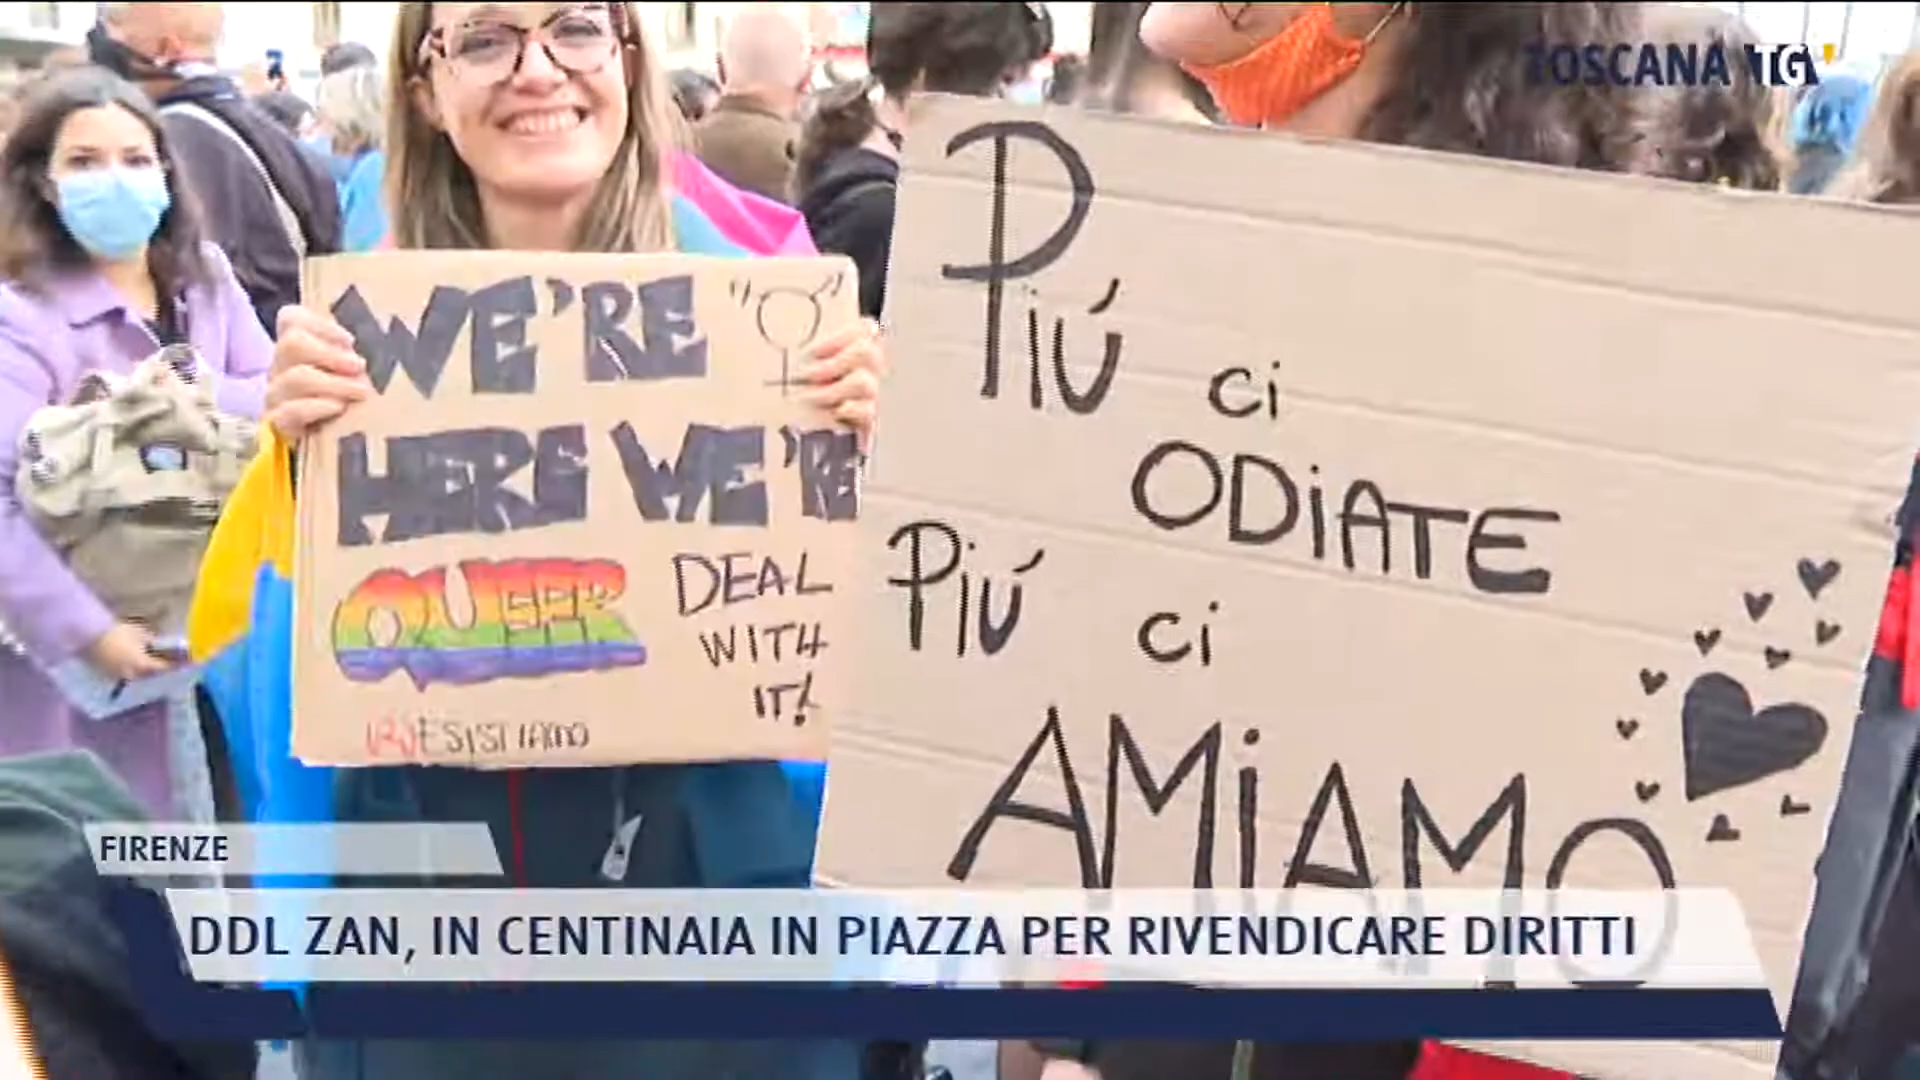 TOSCANA TG
WE'RE
HERE WE'RE
QUEER
DEAL
WITH
IT!
(R)ESISTIAMO
Piú ci
ODiATE
Piú ci
AMiAMO
FIRENZE
DDL ZAN, IN CENTINAIA IN PIAZZA PER RIVENDICARE DIRITTI